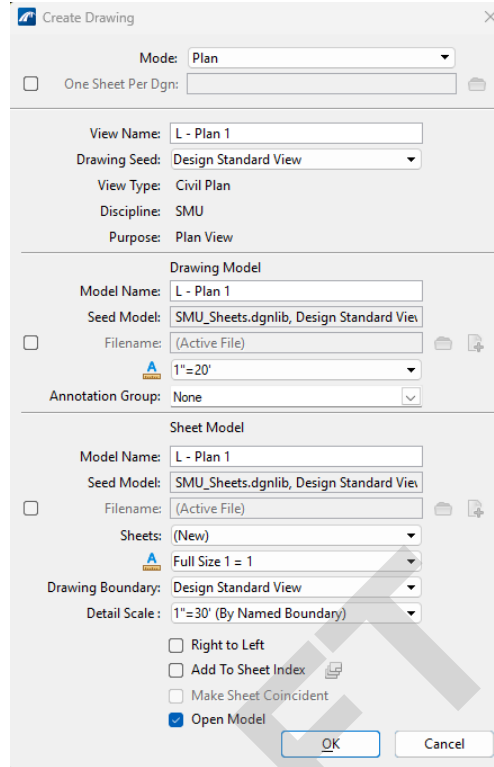 Create Drawing
Mode: Plan
One Sheet Per Dgn:
View Name: L - Plan 1
Drawing Seed: Design Standard View
View Type: Civil Plan
Discipline: SMU
Purpose: Plan View
Drawing Model
Model Name: L - Plan 1
Seed Model: SMU_Sheets.dgnlib, Design Standard View
Filename: (Active File)
A 1"=20'
Annotation Group: None
Sheet Model
Model Name: L - Plan 1
Seed Model: SMU_Sheets.dgnlib, Design Standard View
Filename: (Active File)
Sheets: (New)
A Full Size 1 = 1
Drawing Boundary: Design Standard View
Detail Scale : 1"=30' (By Named Boundary)
Right to Left
Add To Sheet Index
Make Sheet Coincident
Open Model
OK Cancel
FT